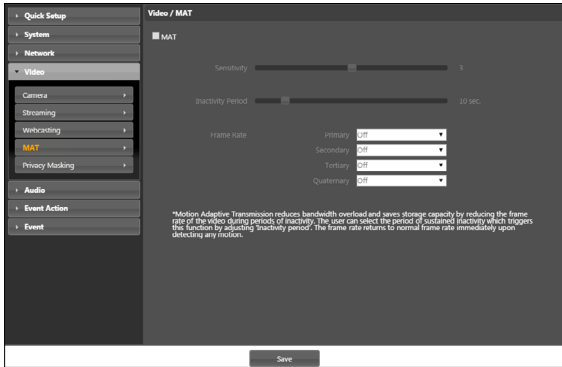 Quick Setup
System
Network
Video
Camera
Streaming
Webcasting
MAT
Privacy Masking
Audio
Event Action
Event
Video / MAT
MAT
Sensitivity 3
Inactivity Period 10 sec.
Frame Rate Primary Off
Secondary Off
Tertiary Off
Quaternary Off
*Motion Adaptive Transmission reduces bandwidth overload and saves storage capacity by reducing the frame
rate of the video during periods of inactivity. The user can select the period of sustained inactivity which triggers
this function by adjusting 'Inactivity period'. The frame rate returns to normal frame rate immediately upon
detecting any motion.
Save